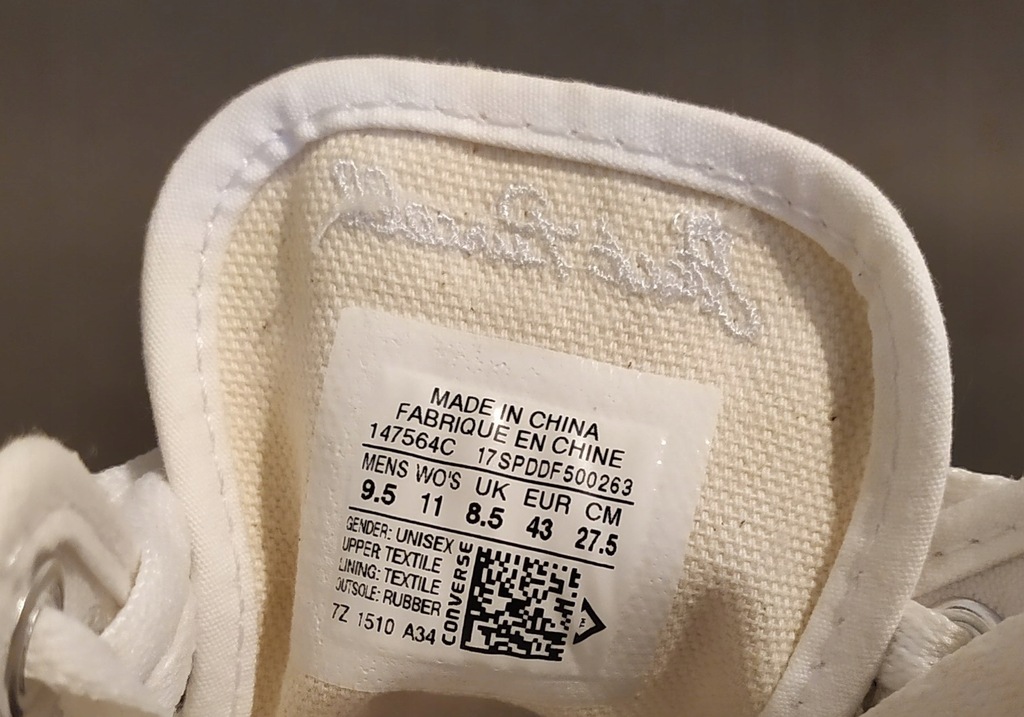 MADE IN CHINA
FABRIQUE EN CHINE
147564C 17SPDDF500263
MENS WO'S UK EUR CM
9.5 11 8.5 43 27.5
GENDER: UNISEX
UPPER: TEXTILE
LINING: TEXTILE
OUTSOLE: RUBBER
7Z 1510 A34
CONVERSE
TM